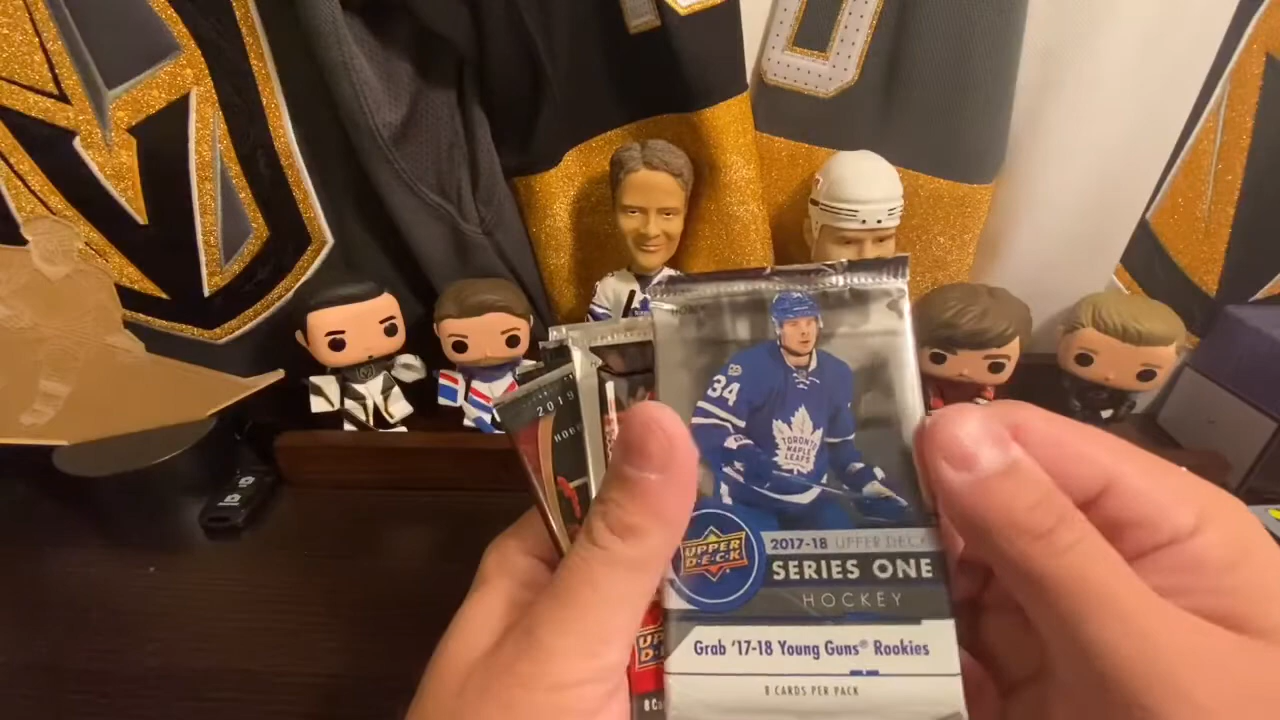 34
TORONTO
MAPLE
LEAFS
UPPER
D·E·C·K
2017-18 UPPER DECK
SERIES ONE
HOCKEY
Grab '17-18 Young Guns® Rookies
8 CARDS PER PACK
2019